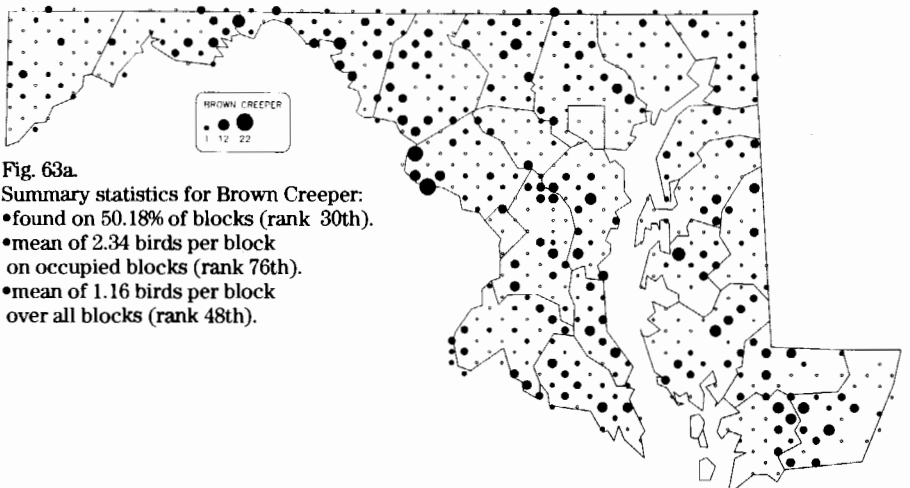 BROWN CREEPER
1 12 22
Fig. 63a.
Summary statistics for Brown Creeper:
•found on 50.18% of blocks (rank 30th).
•mean of 2.34 birds per block
on occupied blocks (rank 76th).
•mean of 1.16 birds per block
over all blocks (rank 48th).